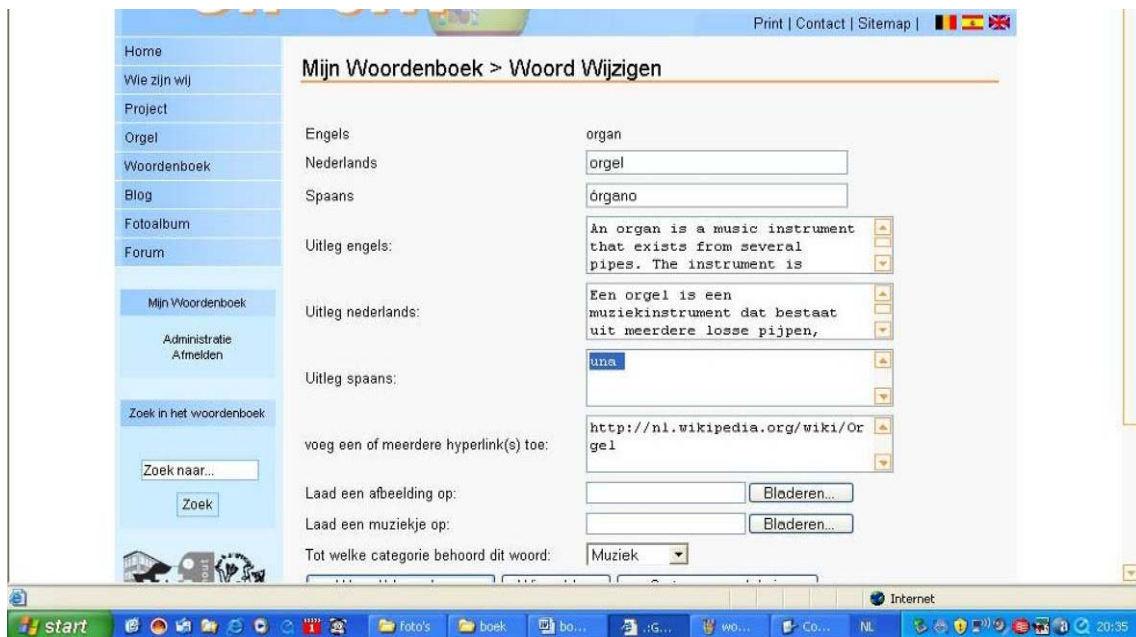 Print | Contact | Sitemap |
Home
Wie zijn wij
Project
Orgel
Woordenboek
Blog
Fotoalbum
Forum
Mijn Woordenboek
Administratie
Afmelden
Zoek in het woordenboek
Zoek naar...
Zoek
Mijn Woordenboek > Woord Wijzigen
Engels organ
Nederlands orgel
Spaans órgano
Uitleg engels:
An organ is a music instrument
that exists from several
pipes. The instrument is
Uitleg nederlands:
Een orgel is een
muziekinstrument dat bestaat
uit meerdere losse pijpen,
Uitleg spaans:
una
voeg een of meerdere hyperlink(s) toe:
http://nl.wikipedia.org/wiki/Or
gel
Laad een afbeelding op: Bladeren...
Laad een muziekje op: Bladeren...
Tot welke categorie behoord dit woord: Muziek
Internet
start foto's boek bo... .:G... wo... Co... NL 20:35